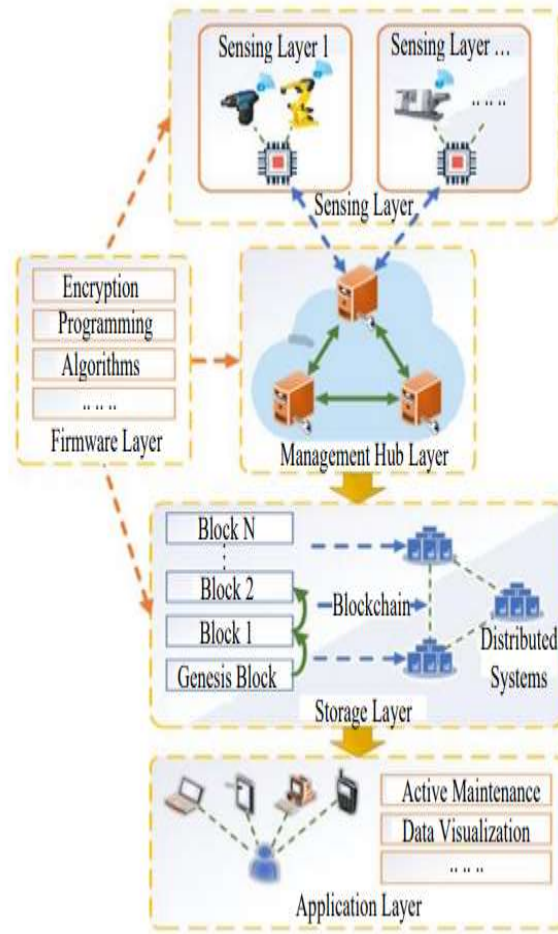 Sensing Layer 1
Sensing Layer ...
.. .. ..
Sensing Layer
Encryption
Programming
Algorithms
.. .. ..
Firmware Layer
Management Hub Layer
Block N
Block 2
Blockchain
Block 1
Genesis Block
Distributed
Systems
Storage Layer
Active Maintenance
Data Visualization
.. .. ..
Application Layer